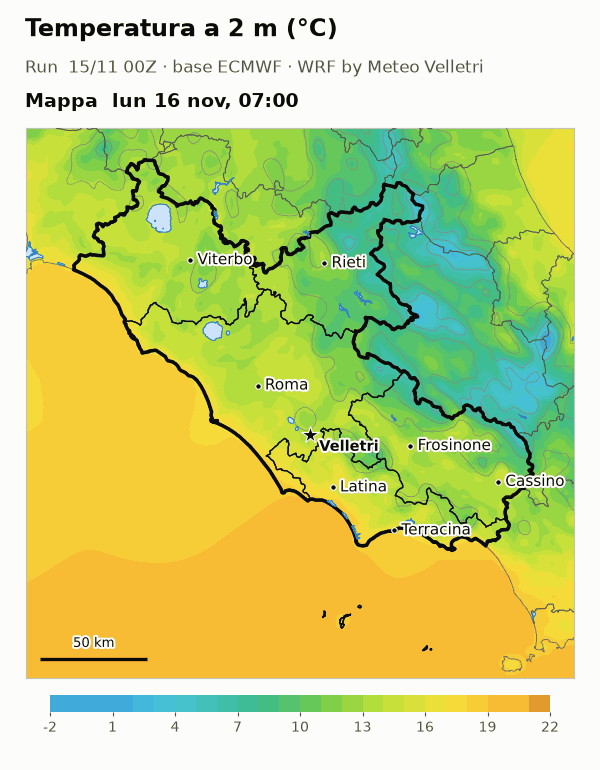 Temperatura a 2 m (°C)
Run  15/11 00Z · base ECMWF · WRF by Meteo Velletri
Mappa  lun 16 nov, 07:00
Viterbo
Rieti
Roma
Velletri
Frosinone
Latina
Cassino
Terracina
50 km
-2 1 4 7 10 13 16 19 22